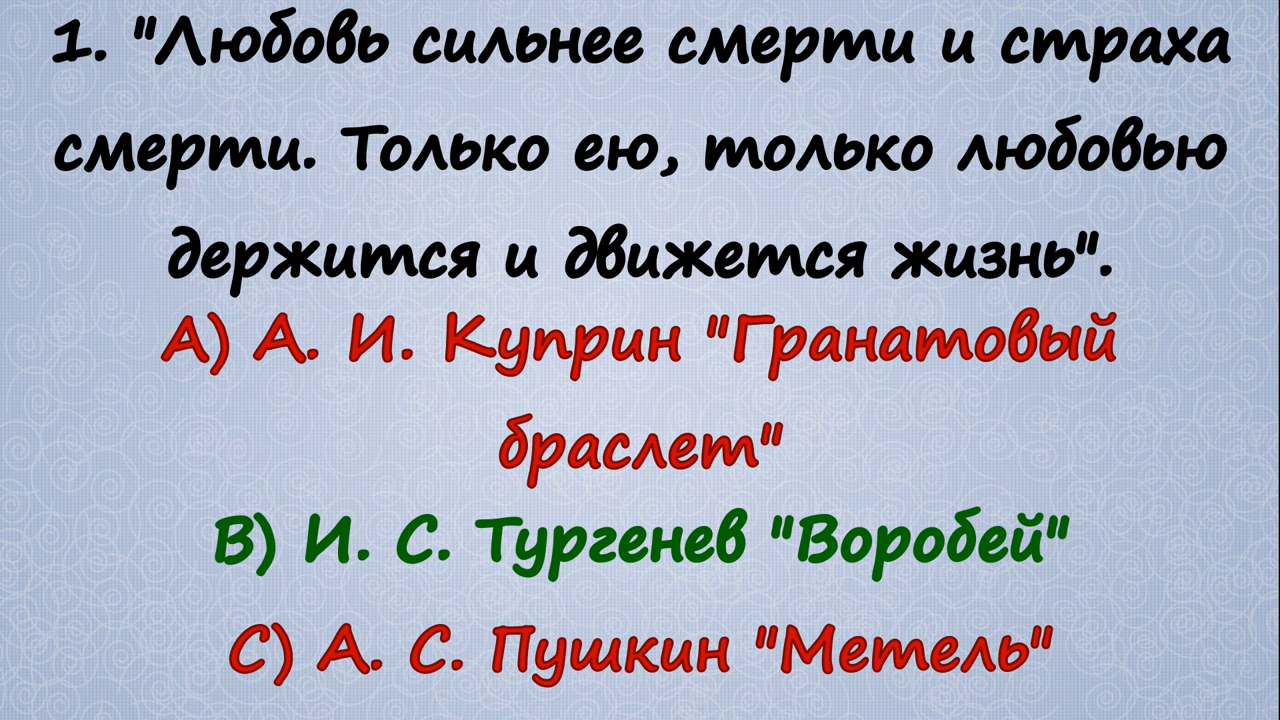 1. "Любовь сильнее смерти и страха
смерти. Только ею, только любовью
держится и движется жизнь".
А) А. И. Куприн "Гранатовый
браслет"
В) И. С. Тургенев "Воробей"
С) А. С. Пушкин "Метель"